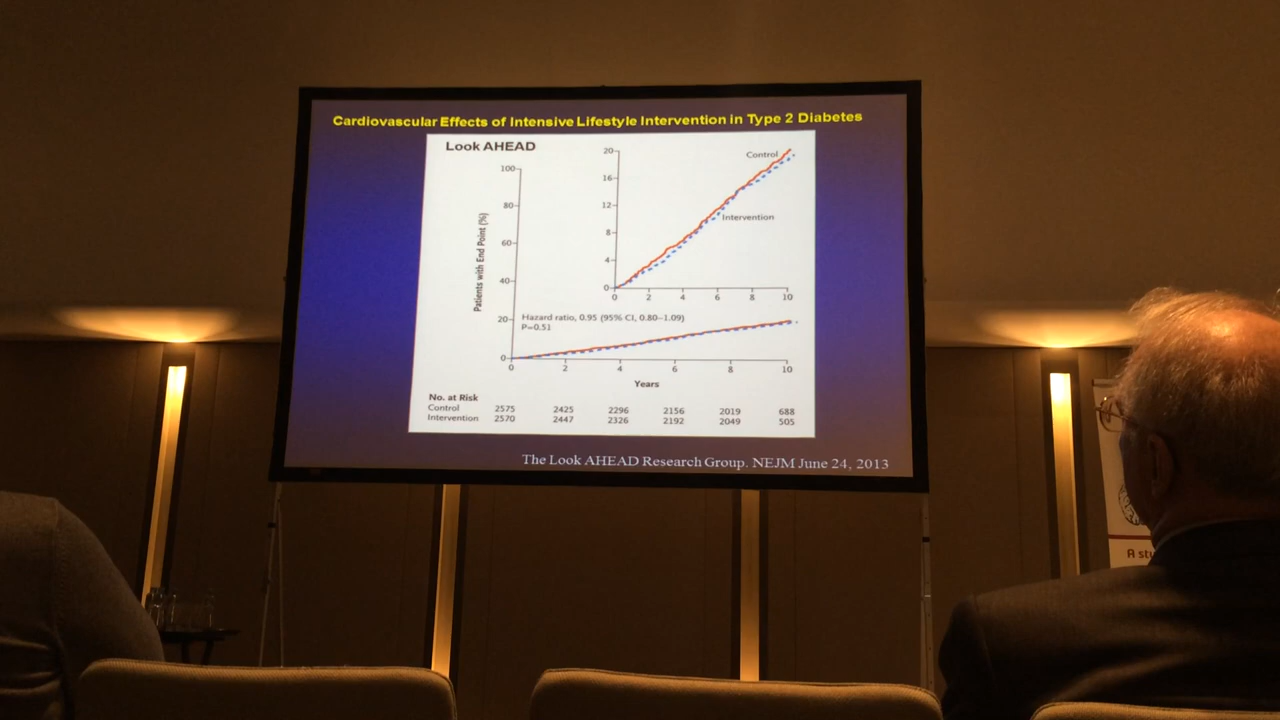 Cardiovascular Effects of Intensive Lifestyle Intervention in Type 2 Diabetes
Look AHEAD
Patients with End Point (%)
100
80
60
40
20
0
20
16
12
8
4
0
Control
Intervention
0 2 4 6 8 10
Hazard ratio, 0.95 (95% CI, 0.80–1.09)
P=0.51
0 2 4 6 8 10
Years
No. at Risk
Control 2575 2425 2296 2156 2019 688
Intervention 2570 2447 2326 2192 2049 505
The Look AHEAD Research Group. NEJM June 24, 2013
A